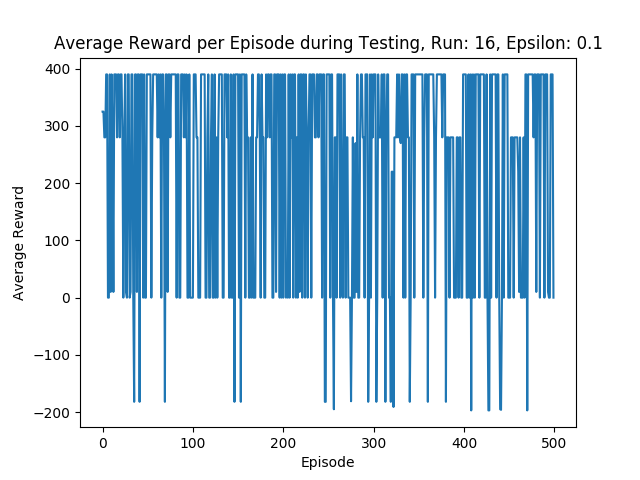 Average Reward per Episode during Testing, Run: 16, Epsilon: 0.1
400
300
200
100
0
−100
−200
Average Reward
0 100 200 300 400 500
Episode